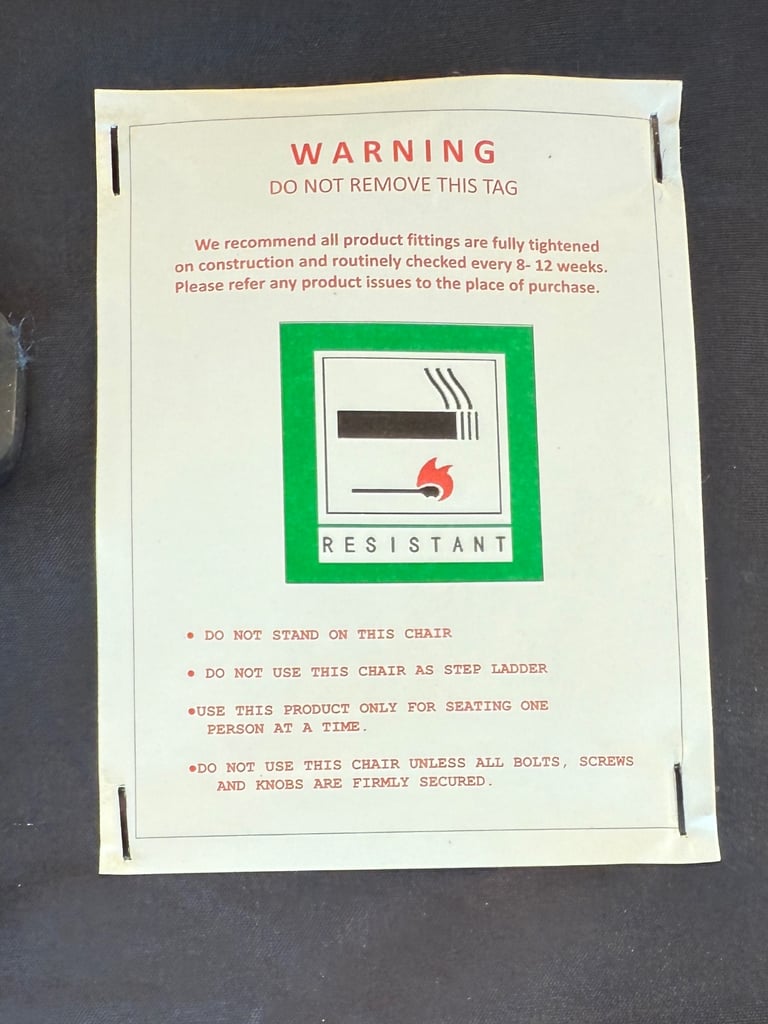 WARNING
DO NOT REMOVE THIS TAG
We recommend all product fittings are fully tightened
on construction and routinely checked every 8- 12 weeks.
Please refer any product issues to the place of purchase.
RESISTANT
• DO NOT STAND ON THIS CHAIR
• DO NOT USE THIS CHAIR AS STEP LADDER
•USE THIS PRODUCT ONLY FOR SEATING ONE
PERSON AT A TIME.
•DO NOT USE THIS CHAIR UNLESS ALL BOLTS, SCREWS
AND KNOBS ARE FIRMLY SECURED.